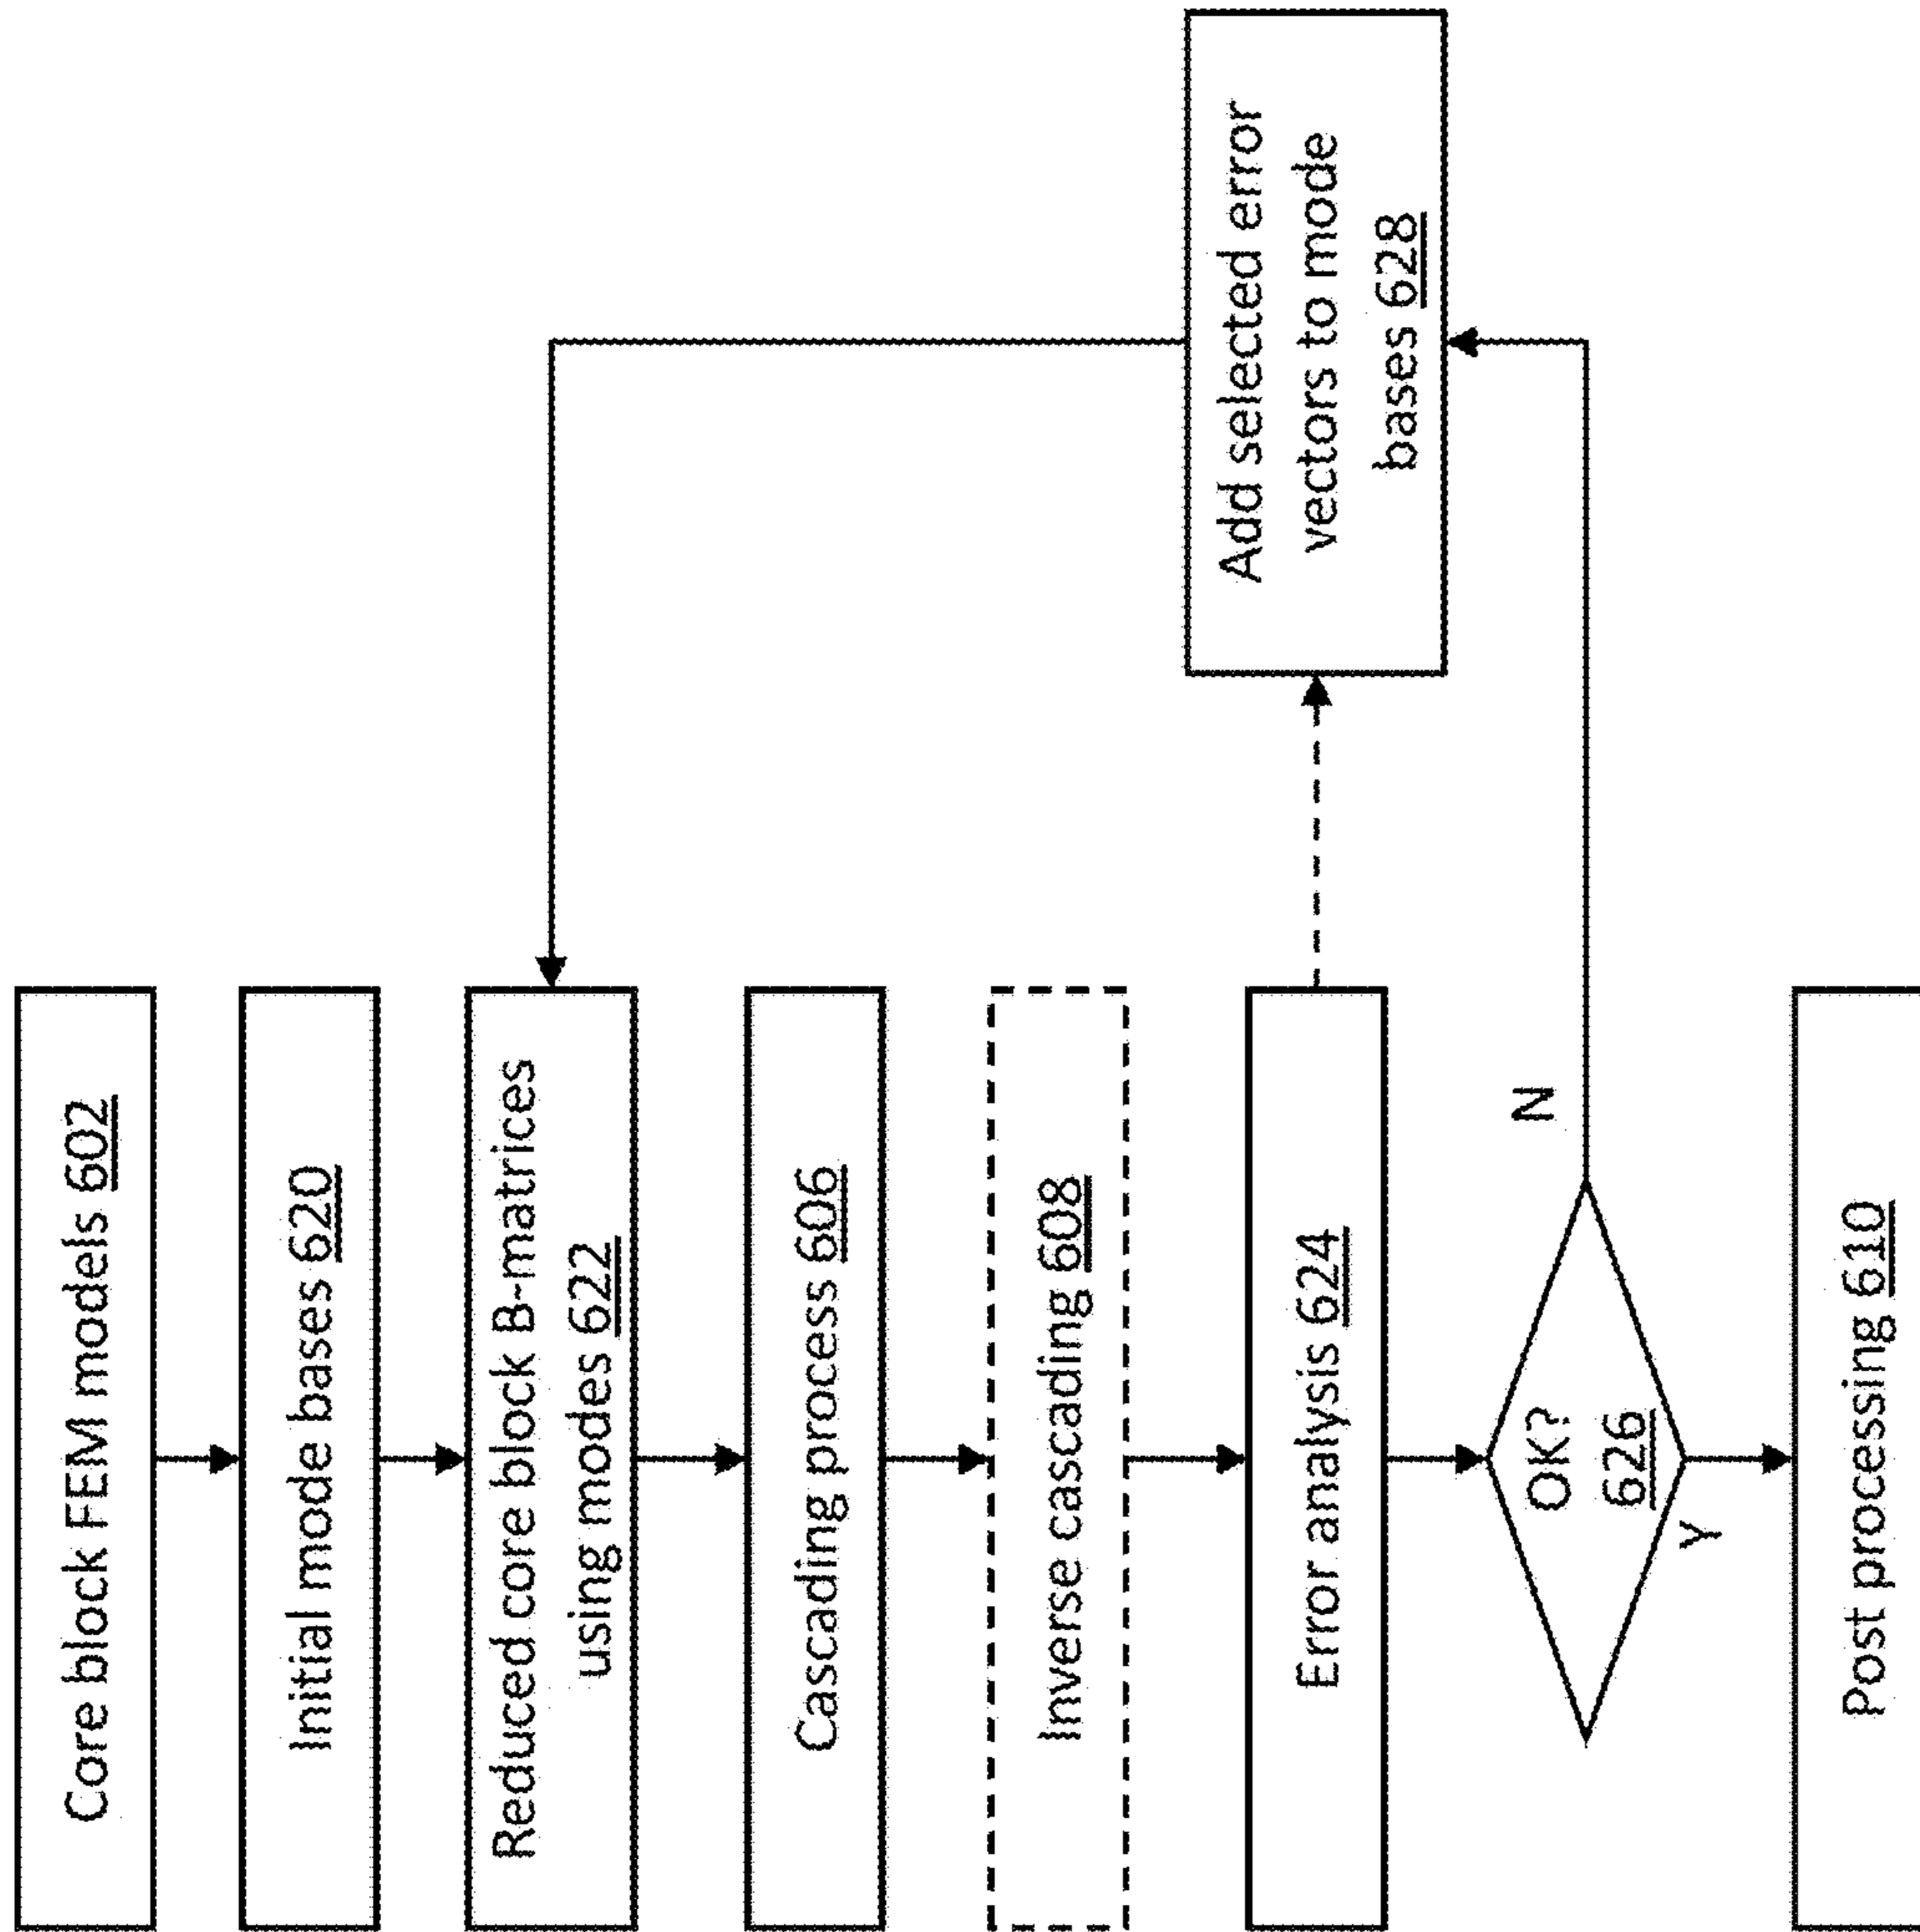 Core block FEM models 602
Initial mode bases 620
Reduced core block B-matrices
using modes 622
Cascading process 606
Inverse cascading 608
Error analysis 624
OK?
626
N
Y
Add selected error
vectors to mode
bases 628
Post processing 610